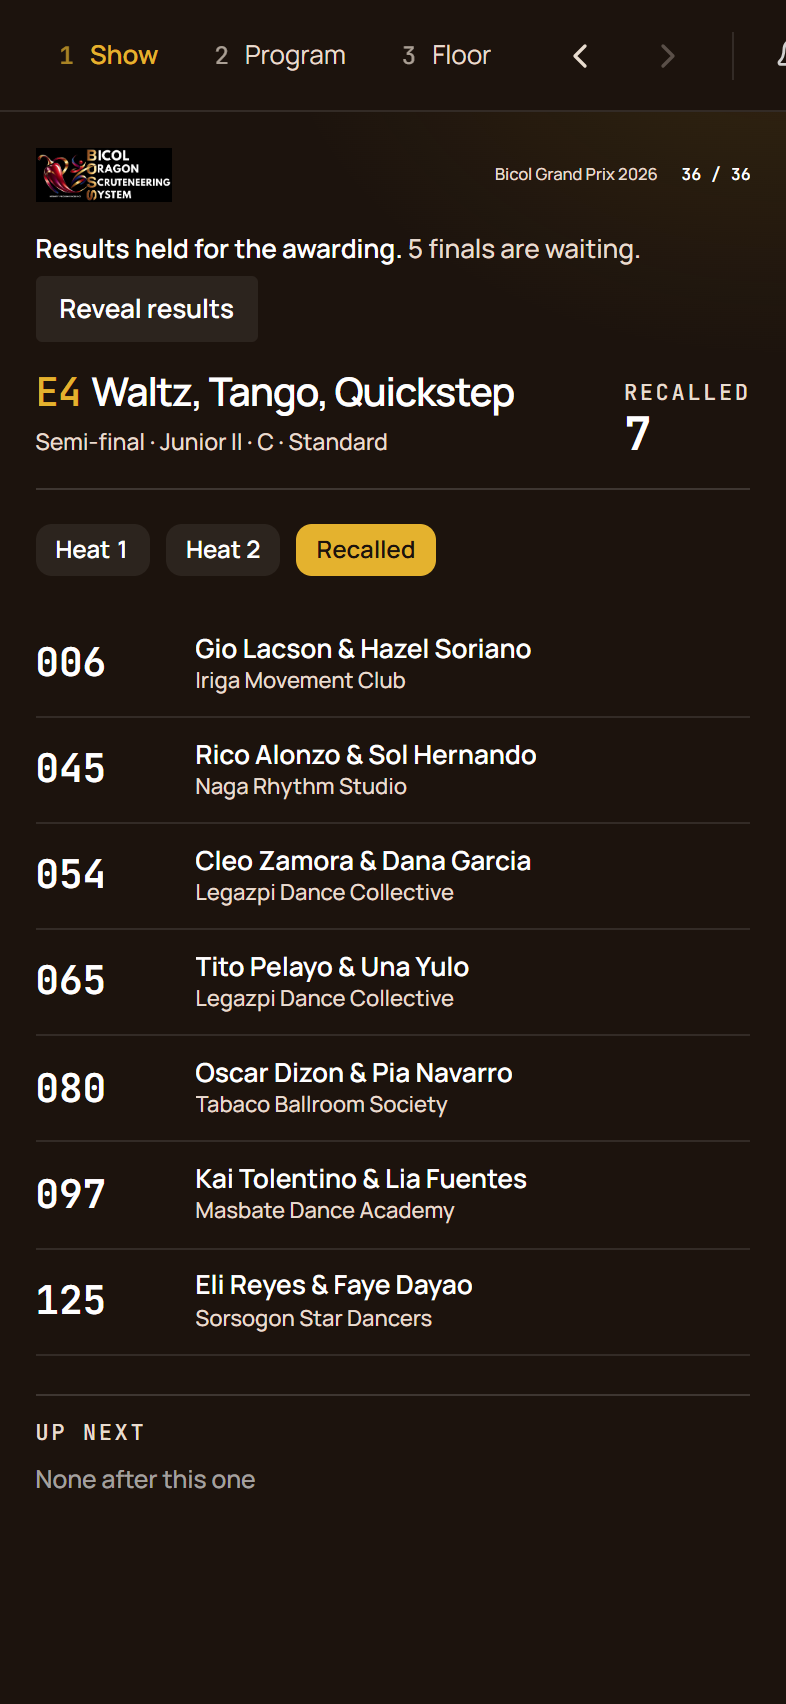 1 Show 2 Program 3 Floor
BICOL
DRAGON
SCRUTENEERING
SYSTEM
Bicol Grand Prix 2026 36 / 36
Results held for the awarding. 5 finals are waiting.
Reveal results
E4 Waltz, Tango, Quickstep
RECALLED
7
Semi-final · Junior II · C · Standard
Heat 1 Heat 2 Recalled
006 Gio Lacson & Hazel Soriano
Iriga Movement Club
045 Rico Alonzo & Sol Hernando
Naga Rhythm Studio
054 Cleo Zamora & Dana Garcia
Legazpi Dance Collective
065 Tito Pelayo & Una Yulo
Legazpi Dance Collective
080 Oscar Dizon & Pia Navarro
Tabaco Ballroom Society
097 Kai Tolentino & Lia Fuentes
Masbate Dance Academy
125 Eli Reyes & Faye Dayao
Sorsogon Star Dancers
UP NEXT
None after this one